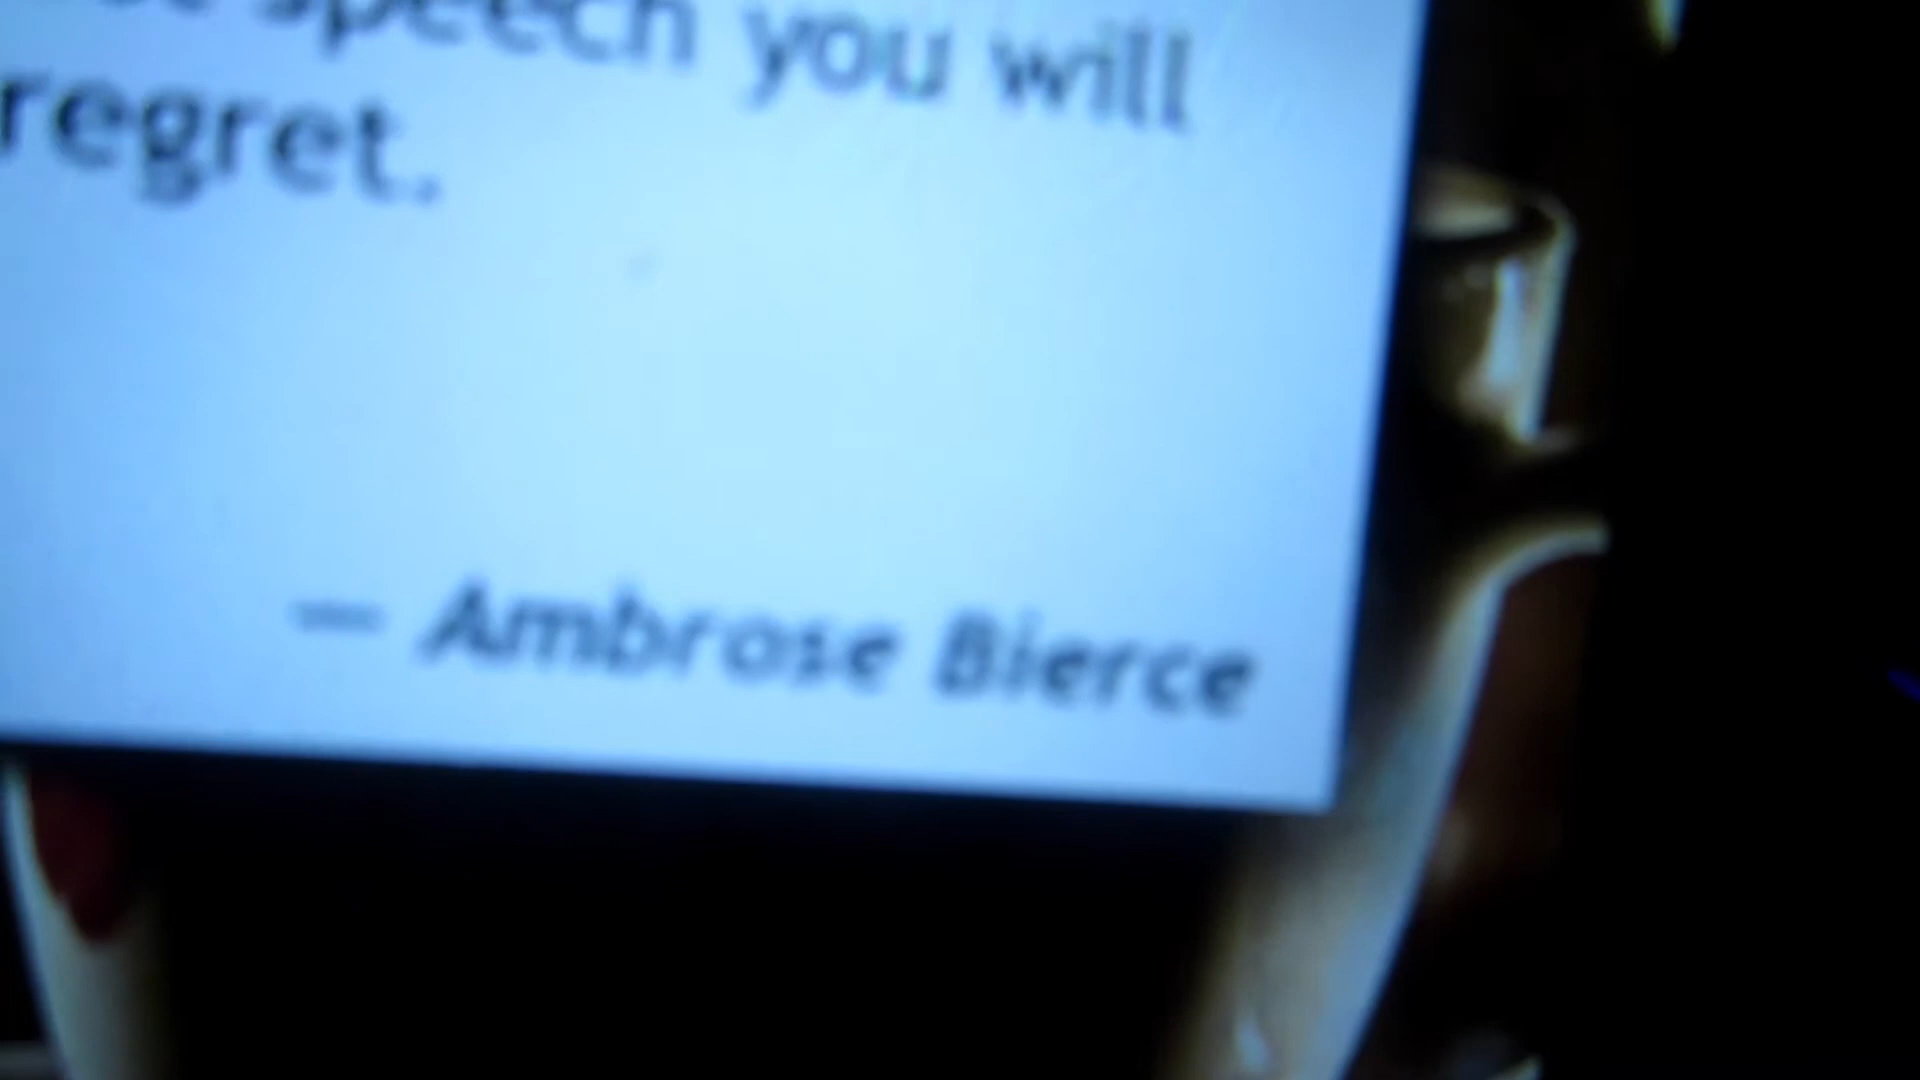 speech you will
regret.
— Ambrose Bierce